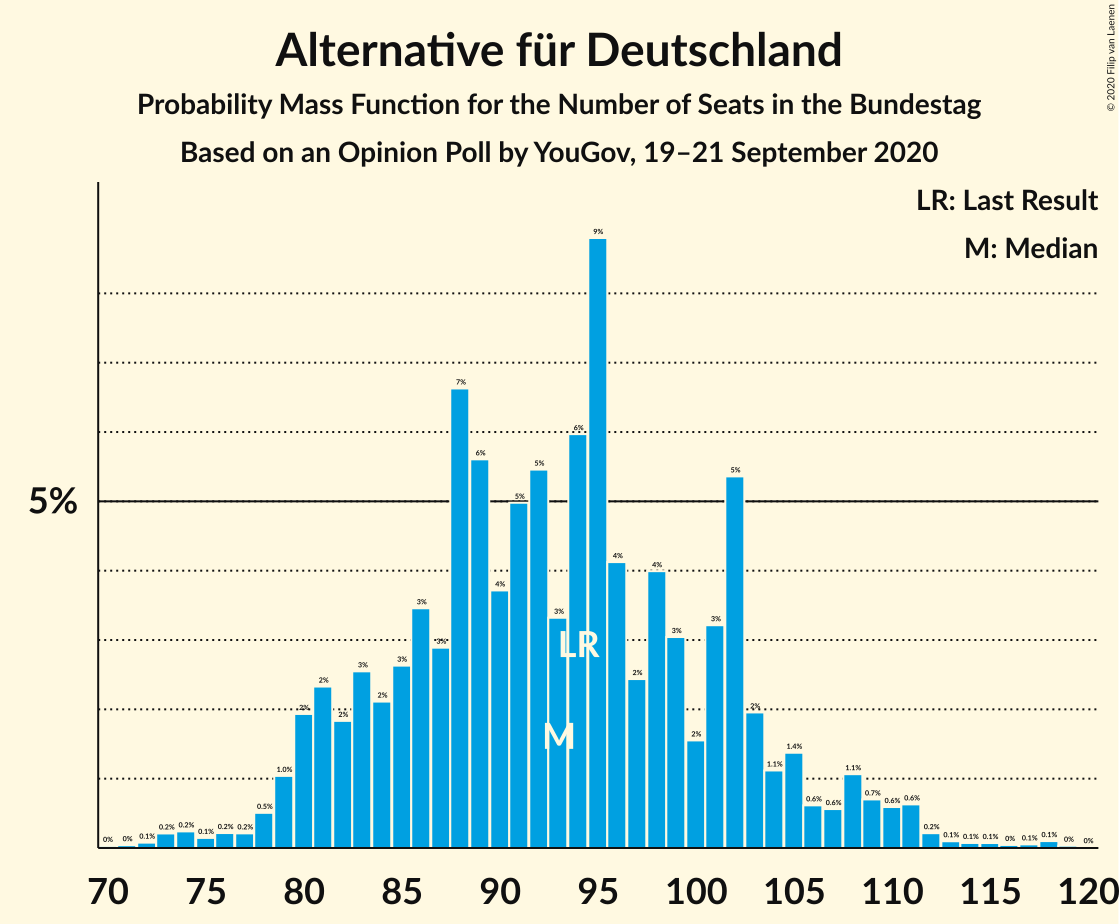 Alternative für Deutschland
Probability Mass Function for the Number of Seats in the Bundestag
Based on an Opinion Poll by YouGov, 19–21 September 2020
© 2020 Filip van Laenen
LR: Last Result
M: Median
5%
0% 0% 0.1% 0.2% 0.2% 0.1% 0.2% 0.2% 0.5% 1.0% 2% 2% 2% 3% 2% 3% 3% 3% 7% 6% 4% 5% 5% 3% 6% 9% 4% 2% 4% 3% 2% 3% 5% 2% 1.1% 1.4% 0.6% 0.6% 1.1% 0.7% 0.6% 0.6% 0.2% 0.1% 0.1% 0.1% 0% 0.1% 0.1% 0% 0%
LR
M
70 75 80 85 90 95 100 105 110 115 120